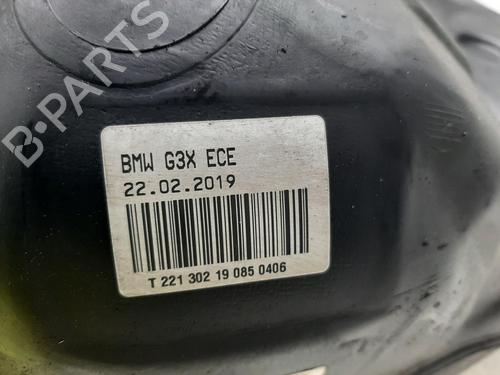 B-PARTS
BMW G3X ECE
22.02.2019
T 221 302 19 085 0406